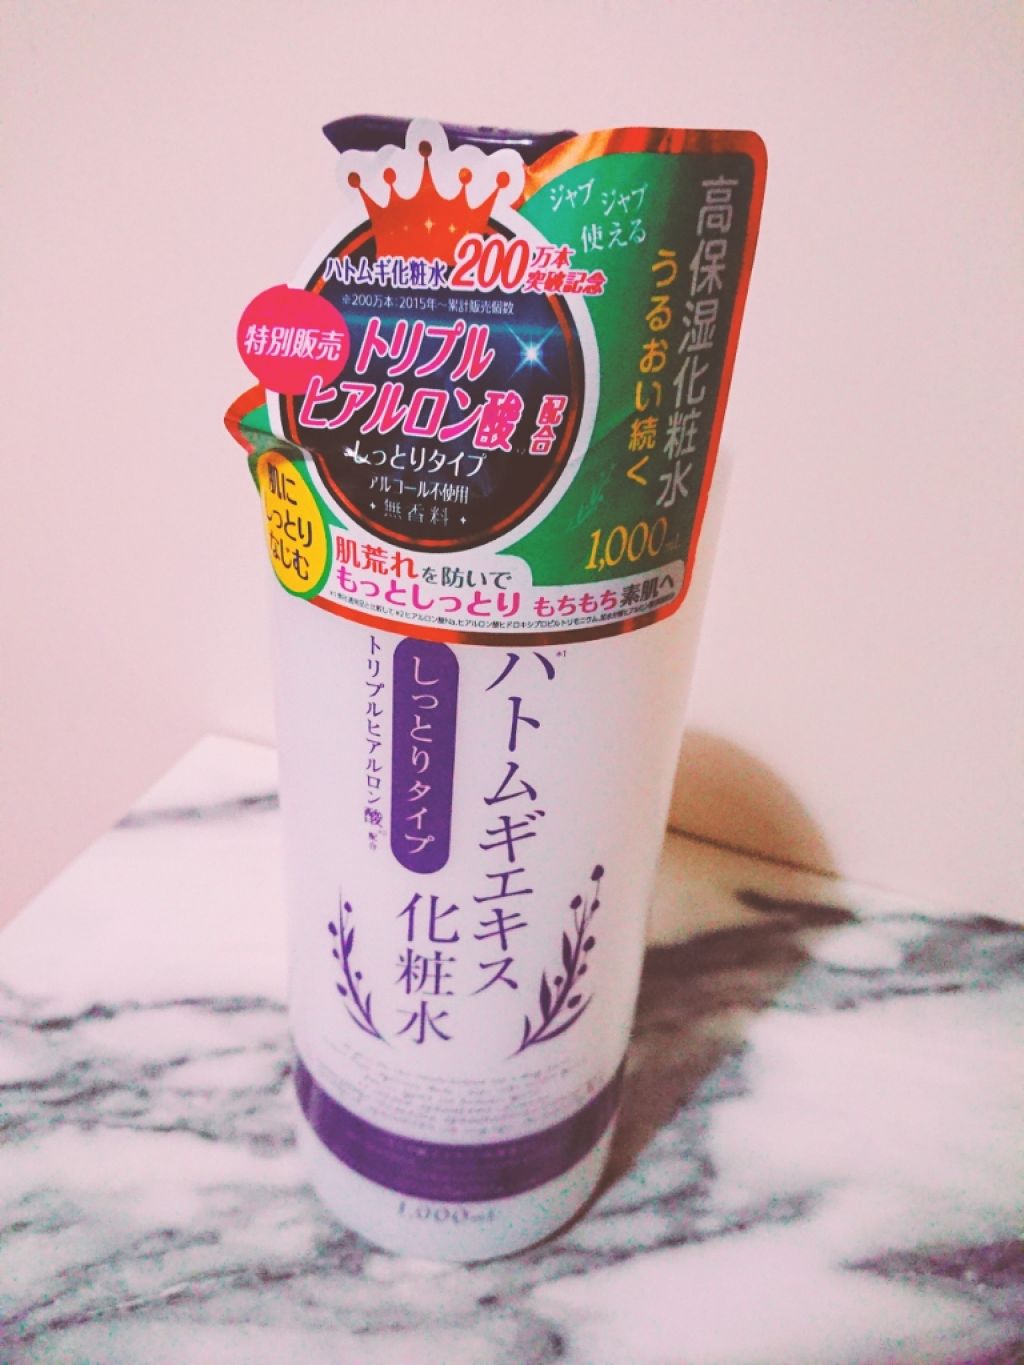 ジャブジャブ
使える
高保湿化粧水
うるおい続く
1,000mL
ハトムギ化粧水200万本
突破記念
※200万本:2015年~累計販売個数
特別販売
トリプル
ヒアルロン酸配合
しっとりタイプ
アルコール不使用
・無香料・
肌に
しっとり
なじむ
肌荒れを防いで
もっとしっとり もちもち素肌へ
ハトムギエキス
化粧水
しっとりタイプ
トリプルヒアルロン酸配合
1,000mL